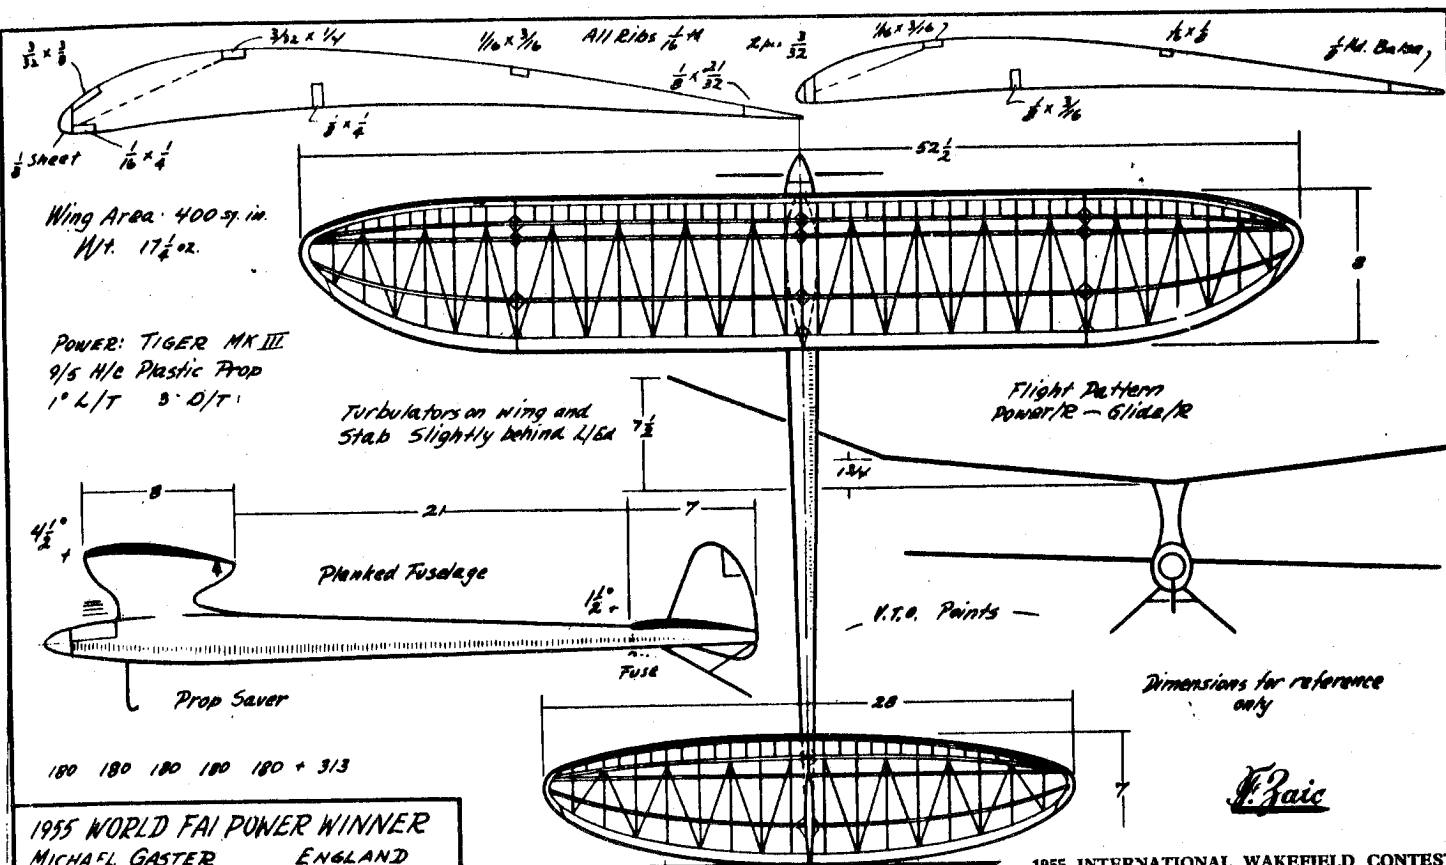 3/32 x 3/8
3/32 x 1/4
1/16 x 3/16
All Ribs 1/16
3/32
1/16 x 3/16
1/8 Md. Balsa
1/8 x 21/32
1/8 x 1/4
1/8 x 3/16
1/8 Sheet
1/16 x 1/4
52 1/2
Wing Area · 400 sq. in.
Wt. 17 1/4 oz.
8
POWER: TIGER MK III
9/5 H/C Plastic Prop
1° L/T 3° D/T
Flight Pattern
Power/R - Glide/R
Turbulators on wing and
Stab Slightly behind L/Ed
7 1/2
1 3/4
8
21
7
4 1/2° +
Planked Fuselage
1 1/2° +
V.T.O. Points
Fuse
Prop Saver
Dimensions for reference
only
28
180 180 180 180 180 + 313
7
F. Zaic
1955 WORLD FAI POWER WINNER
MICHAEL GASTER ENGLAND
1955 INTERNATIONAL WAKEFIELD CONTEST